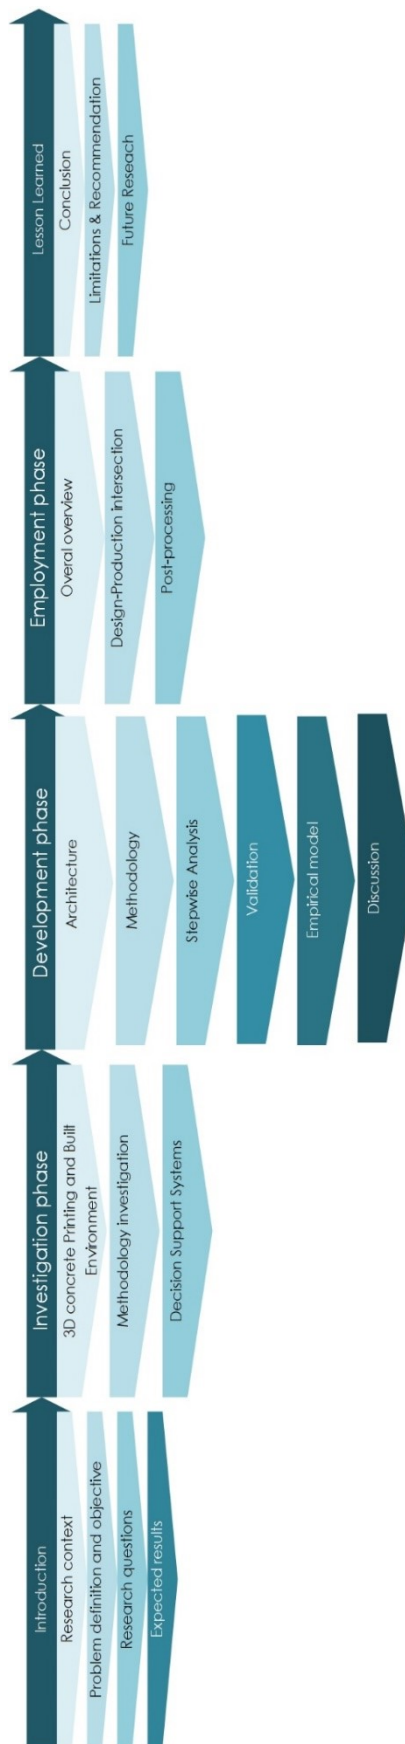 Introduction
Research context
Problem definition and objective
Research questions
Expected results
Investigation phase
3D concrete Printing and Built
Environment
Methodology investigation
Decision Support Systems
Development phase
Architecture
Methodology
Stepwise Analysis
Validation
Empirical model
Discussion
Employment phase
Overal overview
Design-Production intersection
Post-processing
Lesson Learned
Conclusion
Limitations & Recommendation
Future Reseach